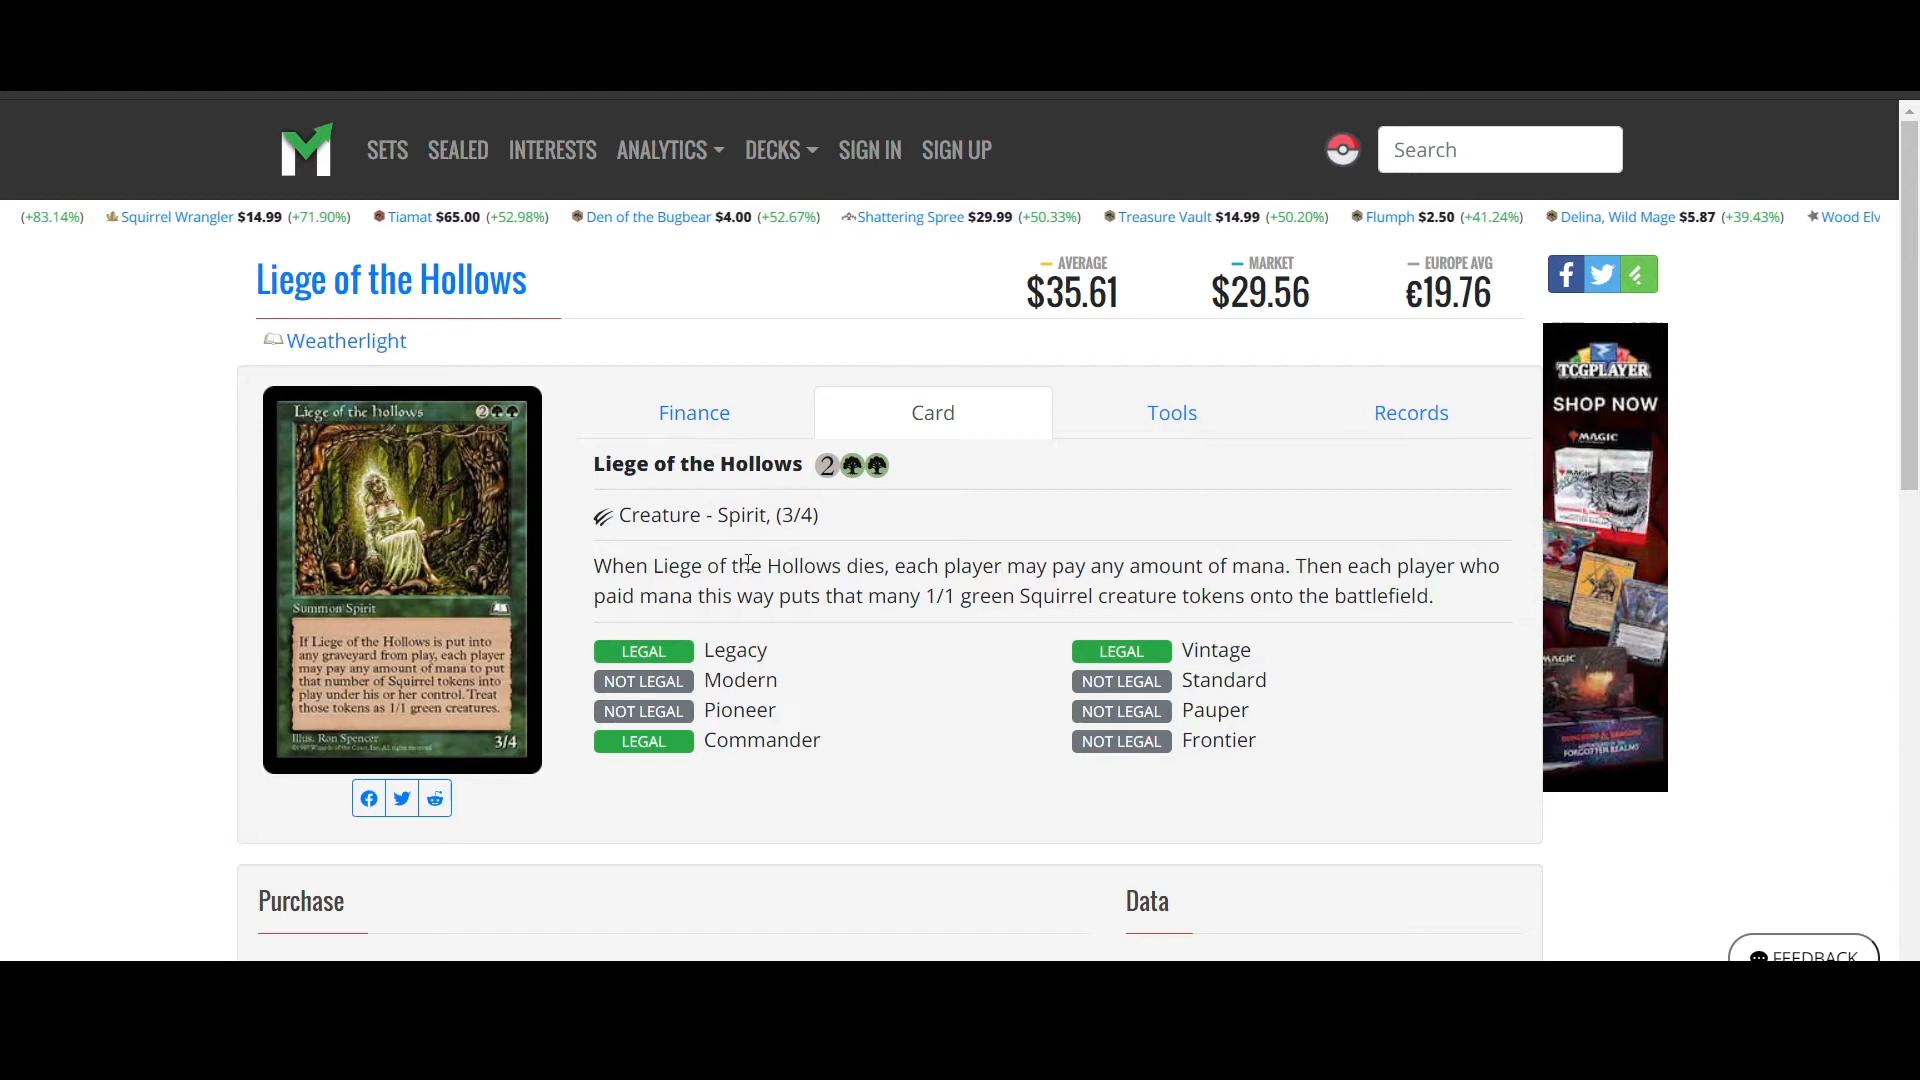 SETS SEALED INTERESTS ANALYTICS DECKS SIGN IN SIGN UP Search
(+83.14%) Squirrel Wrangler $14.99 (+71.90%) Tiamat $65.00 (+52.98%) Den of the Bugbear $4.00 (+52.67%) Shattering Spree $29.99 (+50.33%) Treasure Vault $14.99 (+50.20%) Flumph $2.50 (+41.24%) Delina, Wild Mage $5.87 (+39.43%) Wood Elv
Liege of the Hollows
AVERAGE MARKET EUROPE AVG
$35.61 $29.56 €19.76
Weatherlight
Liege of the Hollows 2
Summon Spirit
If Liege of the Hollows is put into
any graveyard from play, each player
may pay any amount of mana to put
that number of Squirrel tokens into
play under his or her control. Treat
those tokens as 1/1 green creatures.
Illus. Ron Spencer
3/4
Finance Card Tools Records
Liege of the Hollows 2
Creature - Spirit, (3/4)
When Liege of the Hollows dies, each player may pay any amount of mana. Then each player who
paid mana this way puts that many 1/1 green Squirrel creature tokens onto the battlefield.
LEGAL Legacy LEGAL Vintage
NOT LEGAL Modern NOT LEGAL Standard
NOT LEGAL Pioneer NOT LEGAL Pauper
LEGAL Commander NOT LEGAL Frontier
TCGPLAYER
SHOP NOW
MAGIC
MAGIC
DUNGEONS & DRAGONS
FORGOTTEN REALMS
Purchase Data
FEEDBACK